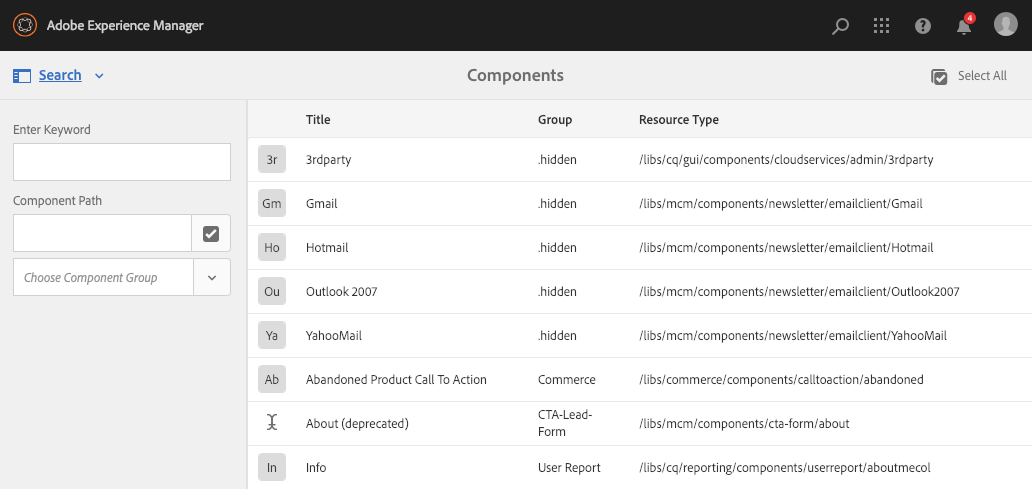 Adobe Experience Manager
4
Search
Components
Select All
Enter Keyword
Component Path
Choose Component Group
Title Group Resource Type
3r 3rdparty .hidden /libs/cq/gui/components/cloudservices/admin/3rdparty
Gm Gmail .hidden /libs/mcm/components/newsletter/emailclient/Gmail
Ho Hotmail .hidden /libs/mcm/components/newsletter/emailclient/Hotmail
Ou Outlook 2007 .hidden /libs/mcm/components/newsletter/emailclient/Outlook2007
Ya YahooMail .hidden /libs/mcm/components/newsletter/emailclient/YahooMail
Ab Abandoned Product Call To Action Commerce /libs/commerce/components/calltoaction/abandoned
About (deprecated) CTA-Lead- /libs/mcm/components/cta-form/about
Form
In Info User Report /libs/cq/reporting/components/userreport/aboutmecol